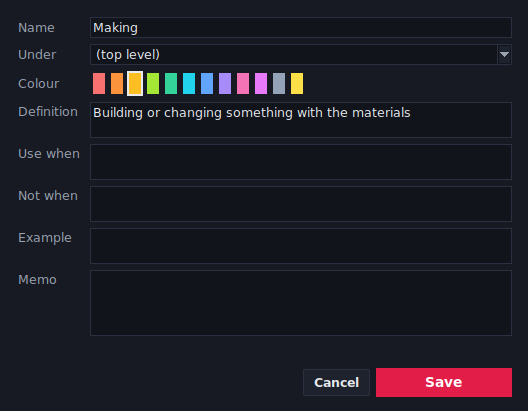 Name
Making
Under
(top level)
Colour
Definition
Building or changing something with the materials
Use when
Not when
Example
Memo
Cancel
Save